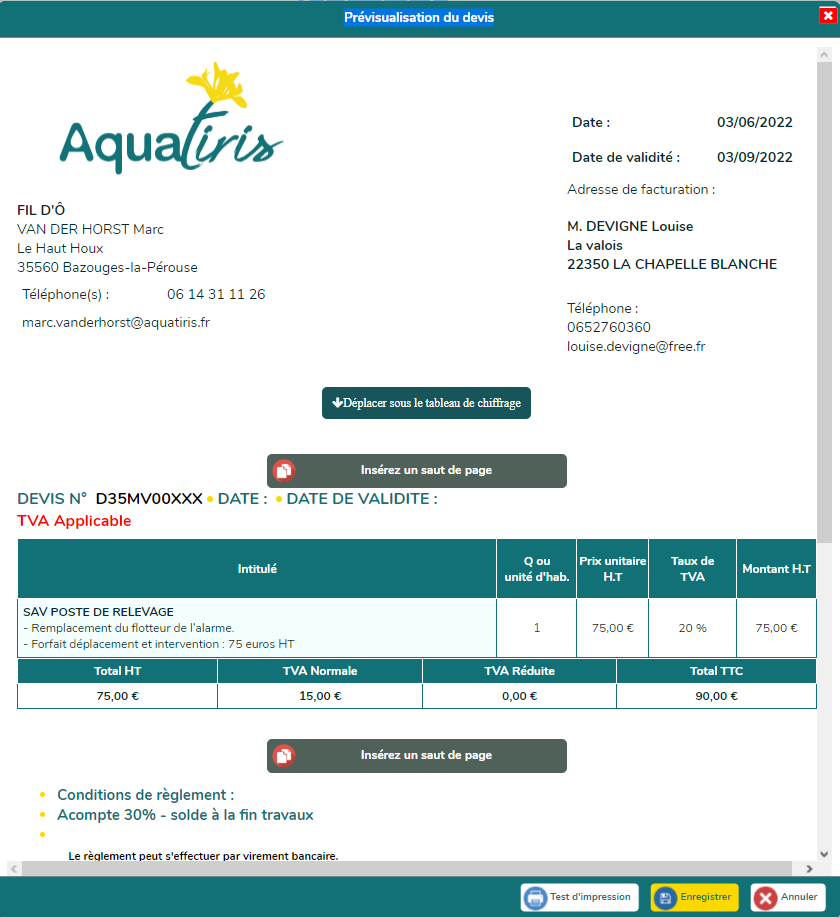 Prévisualisation du devis
Aquatiris
Date : 03/06/2022
Date de validité : 03/09/2022
Adresse de facturation :
FIL D'Ô
VAN DER HORST Marc
Le Haut Houx
35560 Bazouges-la-Pérouse
Téléphone(s) : 06 14 31 11 26
marc.vanderhorst@aquatiris.fr
M. DEVIGNE Louise
La valois
22350 LA CHAPELLE BLANCHE
Téléphone :
0652760360
louise.devigne@free.fr
Déplacer sous le tableau de chiffrage
Insérez un saut de page
DEVIS N° D35MV00XXX • DATE : • DATE DE VALIDITE :
TVA Applicable
Intitulé
Q ou
unité d'hab.
Prix unitaire
H.T
Taux de
TVA
Montant H.T
SAV POSTE DE RELEVAGE
- Remplacement du flotteur de l'alarme.
- Forfait déplacement et intervention : 75 euros HT
1 75,00 € 20 % 75,00 €
Total HT TVA Normale TVA Réduite Total TTC
75,00 € 15,00 € 0,00 € 90,00 €
Insérez un saut de page
• Conditions de règlement :
• Acompte 30% - solde à la fin travaux
•
Le règlement peut s'effectuer par virement bancaire.
Test d'impression Enregistrer Annuler